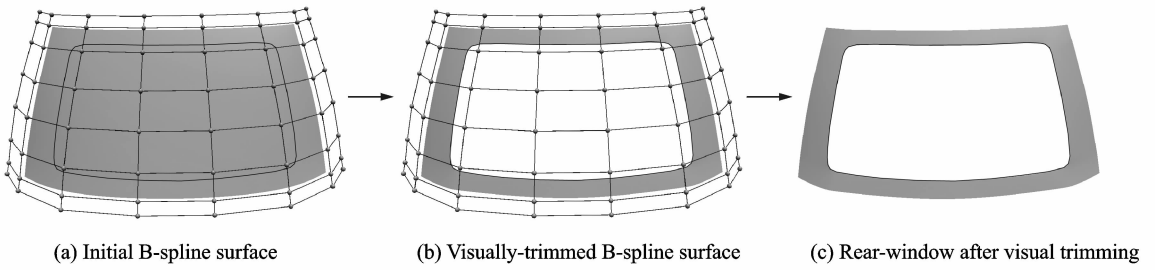 (a) Initial B-spline surface
(b) Visually-trimmed B-spline surface
(c) Rear-window after visual trimming